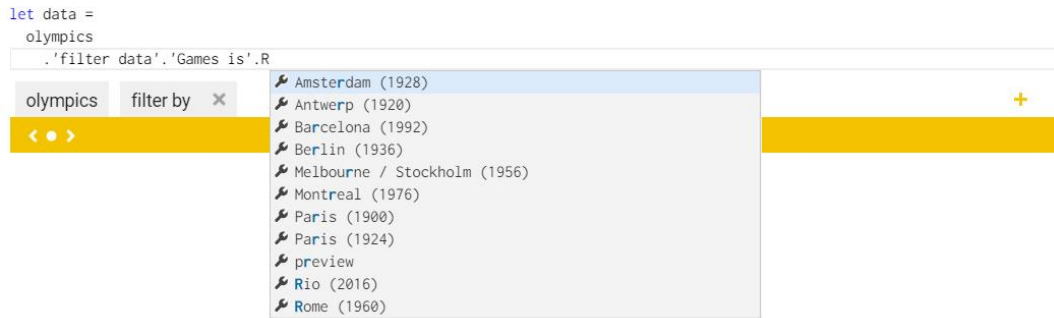 let data =
olympics
.'filter data'.'Games is'.R
Amsterdam (1928)
Antwerp (1920)
Barcelona (1992)
Berlin (1936)
Melbourne / Stockholm (1956)
Montreal (1976)
Paris (1900)
Paris (1924)
preview
Rio (2016)
Rome (1960)
olympics filter by × +
< >